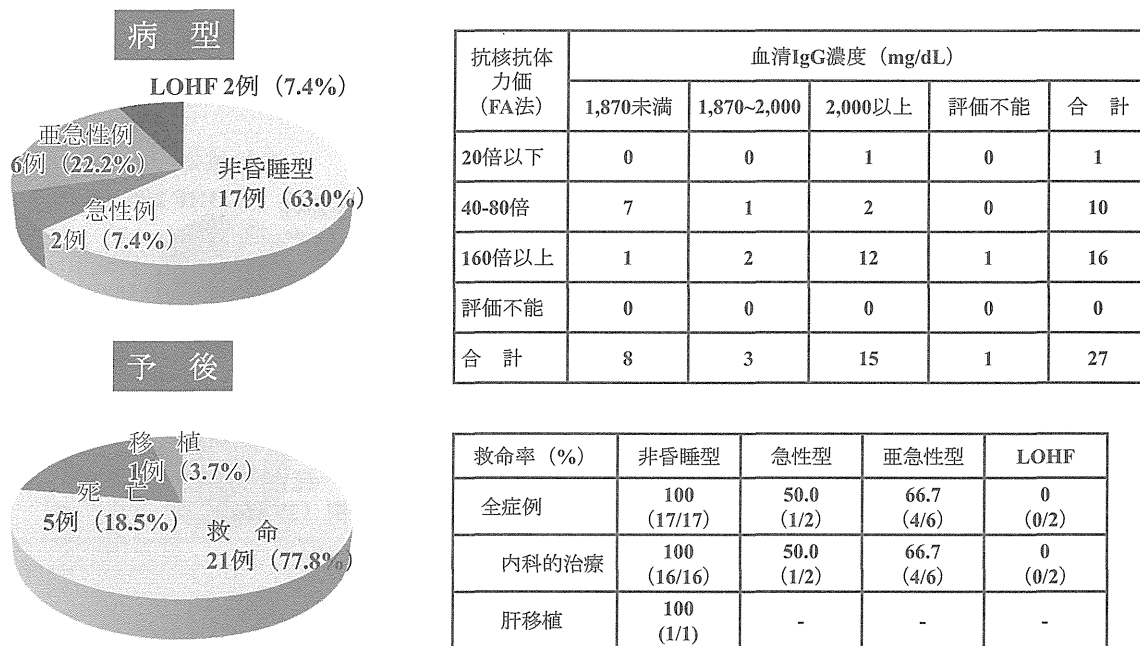 病 型
LOHF 2例（7.4%）
亜急性例
6例（22.2%）
非昏睡型
17例（63.0%）
急性例
2例（7.4%）
予 後
移 植
1例（3.7%）
死 亡
5例（18.5%）
救 命
21例（77.8%）
抗核抗体力価（FA法） 血清IgG濃度（mg/dL）
1,870未満 1,870~2,000 2,000以上 評価不能 合 計
20倍以下 0 0 1 0 1
40-80倍 7 1 2 0 10
160倍以上 1 2 12 1 16
評価不能 0 0 0 0 0
合 計 8 3 15 1 27
救命率（%） 非昏睡型 急性型 亜急性型 LOHF
全症例 100 50.0 66.7 0
(17/17) (1/2) (4/6) (0/2)
内科的治療 100 50.0 66.7 0
(16/16) (1/2) (4/6) (0/2)
肝移植 100 - - -
(1/1)